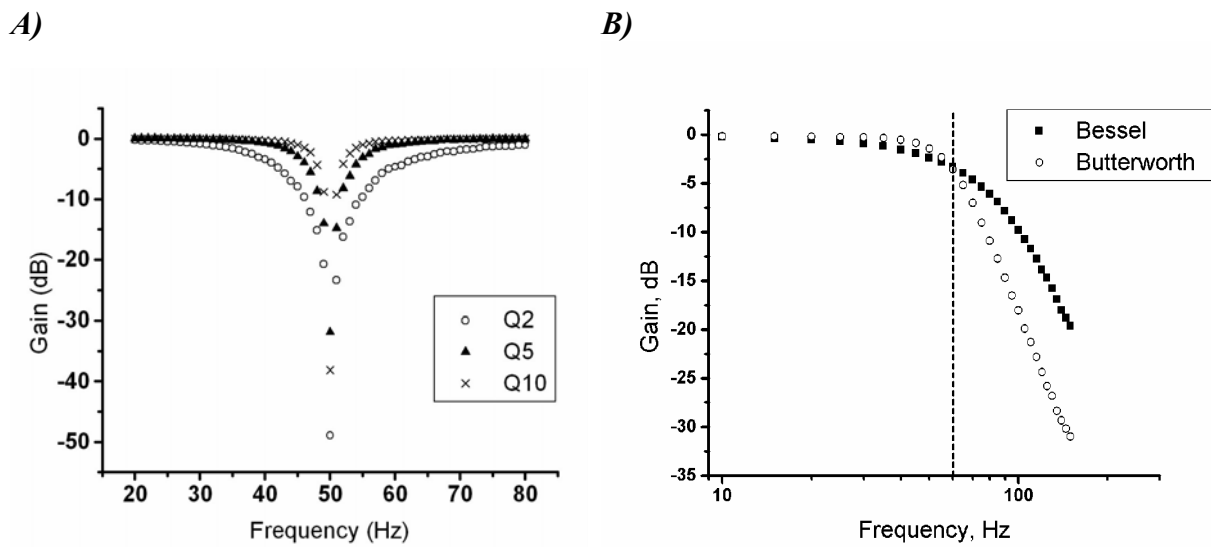 A)
0
-10
-20
-30
-40
-50
Gain (dB)
Q2
Q5
Q10
20 30 40 50 60 70 80
Frequency (Hz)
B)
Bessel
Butterworth
0
-5
-10
-15
-20
-25
-30
-35
Gain, dB
10 100
Frequency, Hz